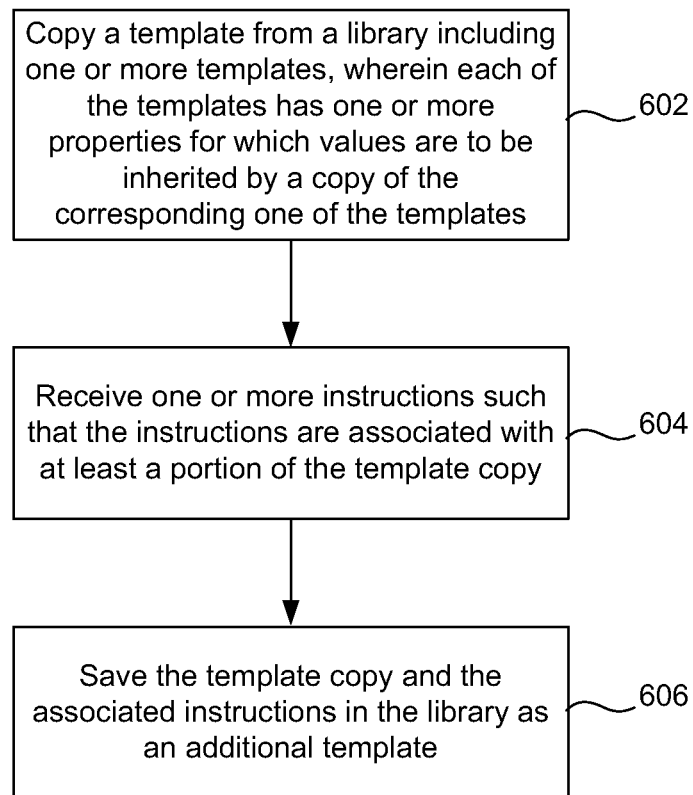 Copy a template from a library including
one or more templates, wherein each of
the templates has one or more
properties for which values are to be
inherited by a copy of the
corresponding one of the templates
602
Receive one or more instructions such
that the instructions are associated with
at least a portion of the template copy
604
Save the template copy and the
associated instructions in the library as
an additional template
606